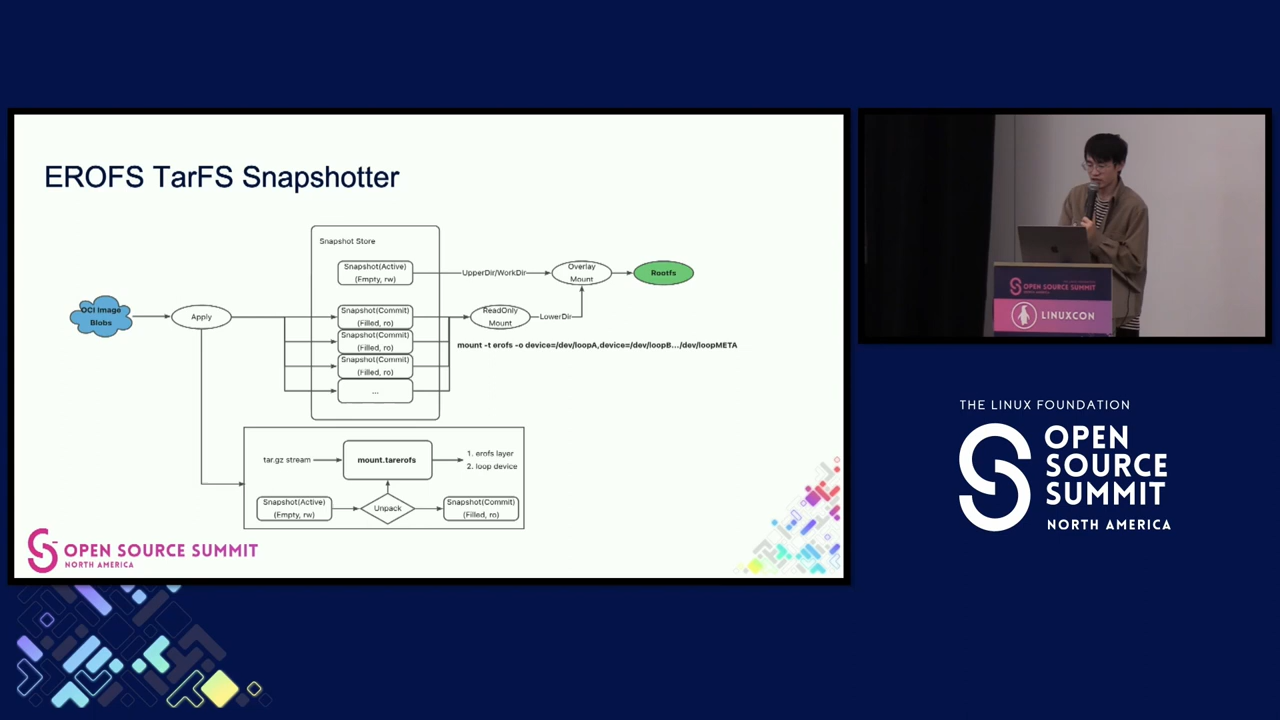 EROFS TarFS Snapshotter
Snapshot Store
Snapshot(Active)
(Empty, rw)
UpperDir/WorkDir
Overlay
Mount
Rootfs
OCI Image
Blobs
Apply
Snapshot(Commit)
(Filled, ro)
Snapshot(Commit)
(Filled, ro)
Snapshot(Commit)
(Filled, ro)
...
ReadOnly
Mount
LowerDir
mount -t erofs -o device=/dev/loopA,device=/dev/loopB.../dev/loopMETA
tar.gz stream
mount.tarerofs
1. erofs layer
2. loop device
Snapshot(Active)
(Empty, rw)
Unpack
Snapshot(Commit)
(Filled, ro)
OPEN SOURCE SUMMIT
NORTH AMERICA
OPEN SOURCE SUMMIT
NORTH AMERICA
LINUXCON
THE LINUX FOUNDATION
OPEN
SOURCE
SUMMIT
NORTH AMERICA